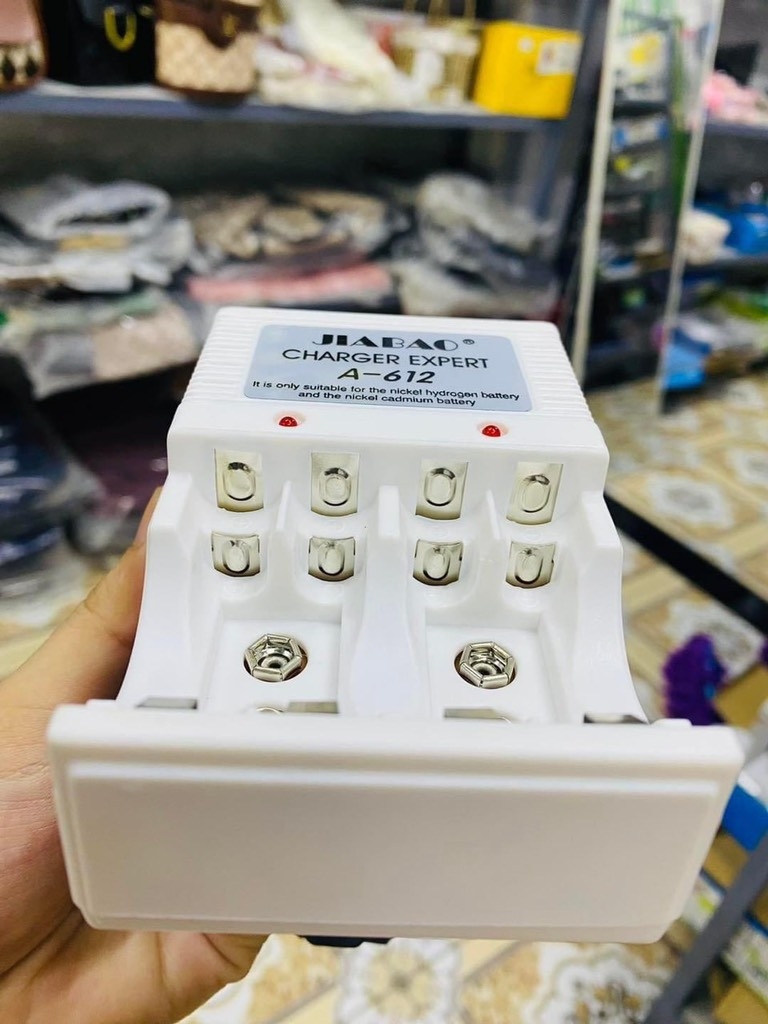 JIABAO®
CHARGER EXPERT
A-612
It is only suitable for the nickel hydrogen battery
and the nickel cadmium battery